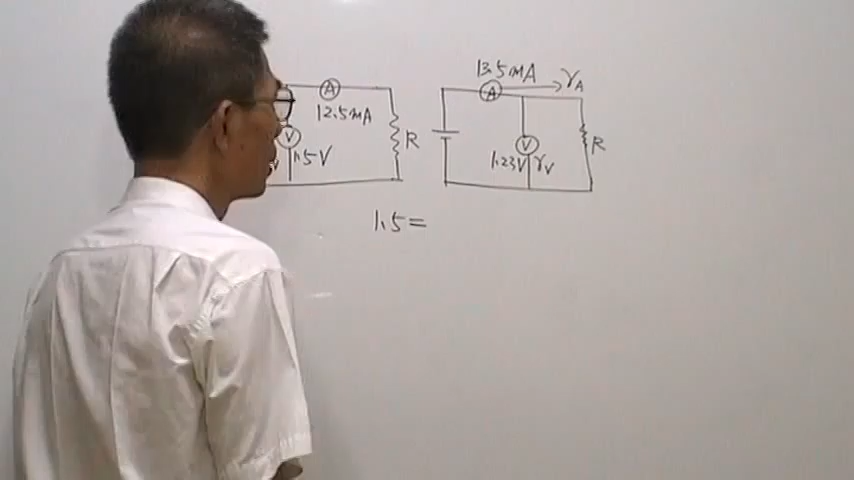 A
12.5mA
R
V
1.5V
13.5mA
A
rA
V
1.23V
rV
R
1.5=